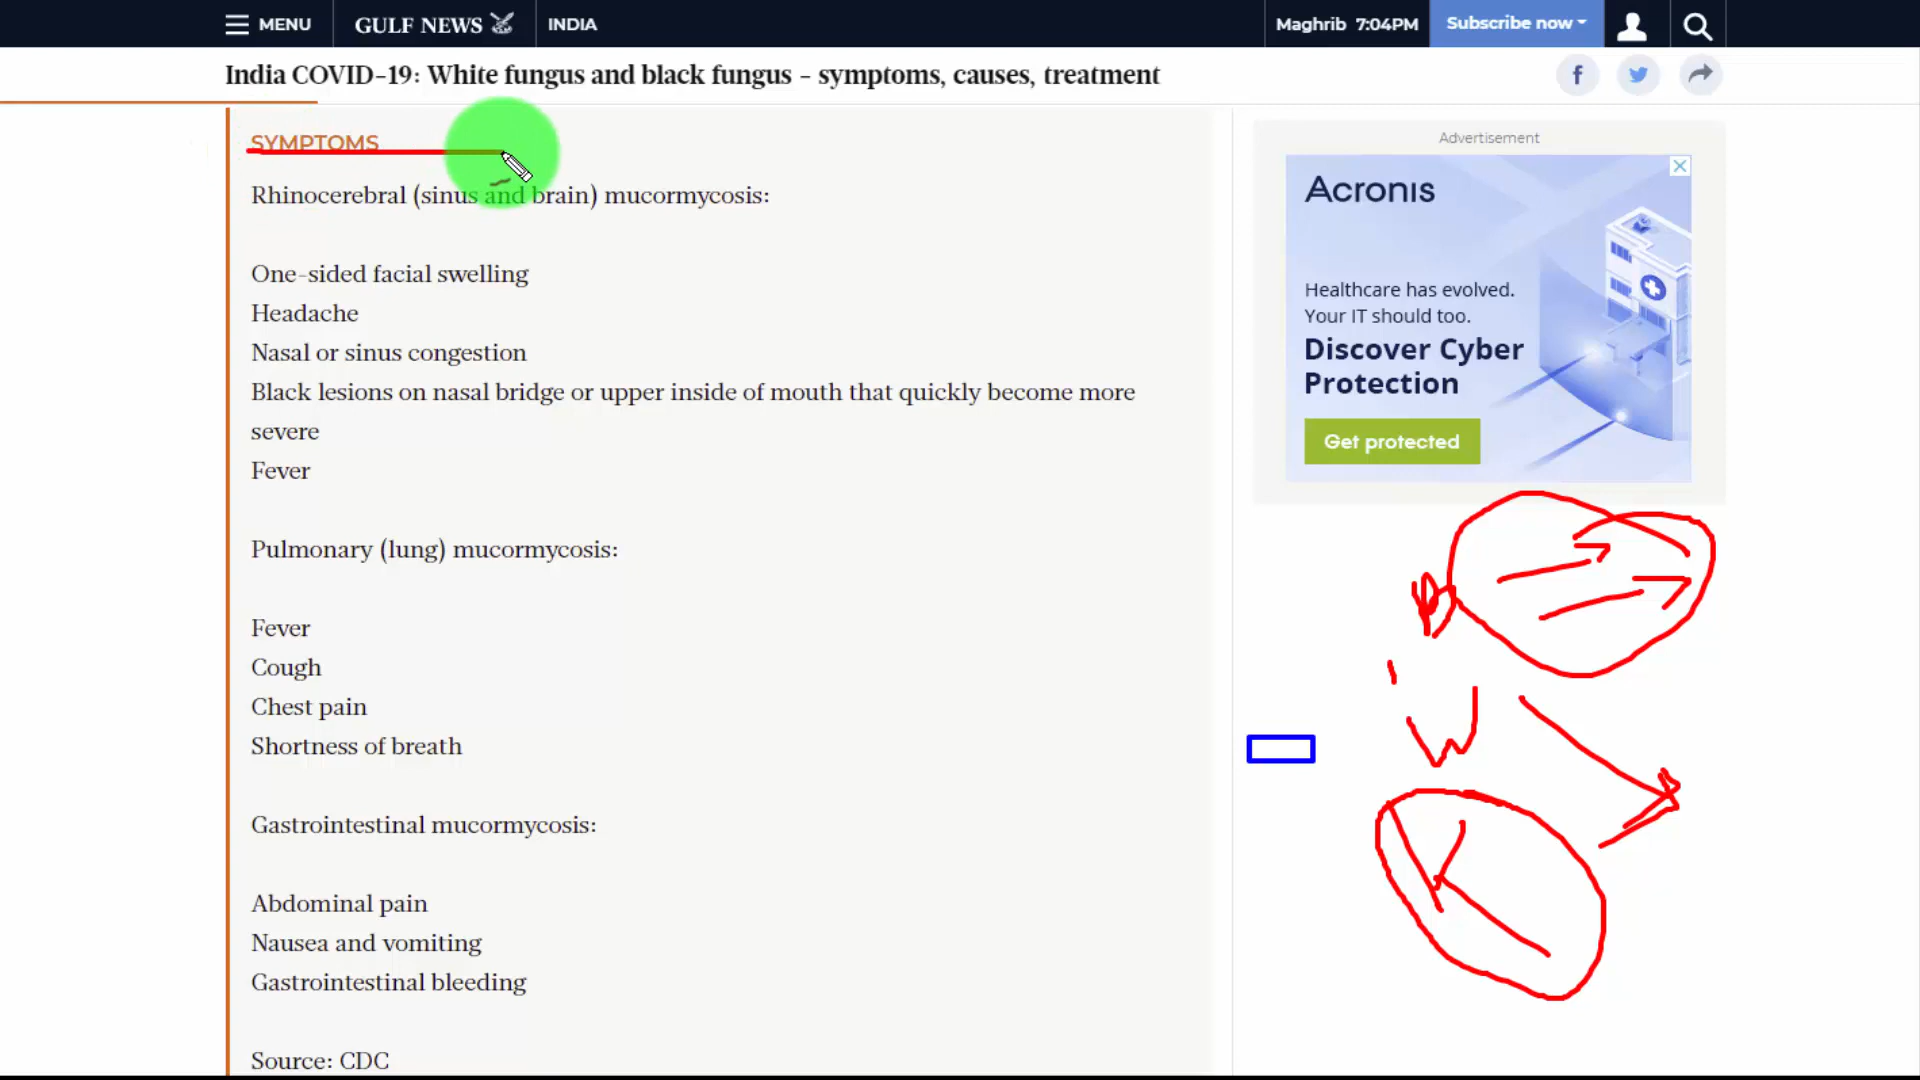 MENU
GULF NEWS
INDIA
Maghrib 7:04PM
Subscribe now
India COVID-19: White fungus and black fungus – symptoms, causes, treatment
SYMPTOMS
Rhinocerebral (sinus and brain) mucormycosis:
One-sided facial swelling
Headache
Nasal or sinus congestion
Black lesions on nasal bridge or upper inside of mouth that quickly become more
severe
Fever
Pulmonary (lung) mucormycosis:
Fever
Cough
Chest pain
Shortness of breath
Gastrointestinal mucormycosis:
Abdominal pain
Nausea and vomiting
Gastrointestinal bleeding
Source: CDC
Advertisement
Acronis
Healthcare has evolved.
Your IT should too.
Discover Cyber
Protection
Get protected
W